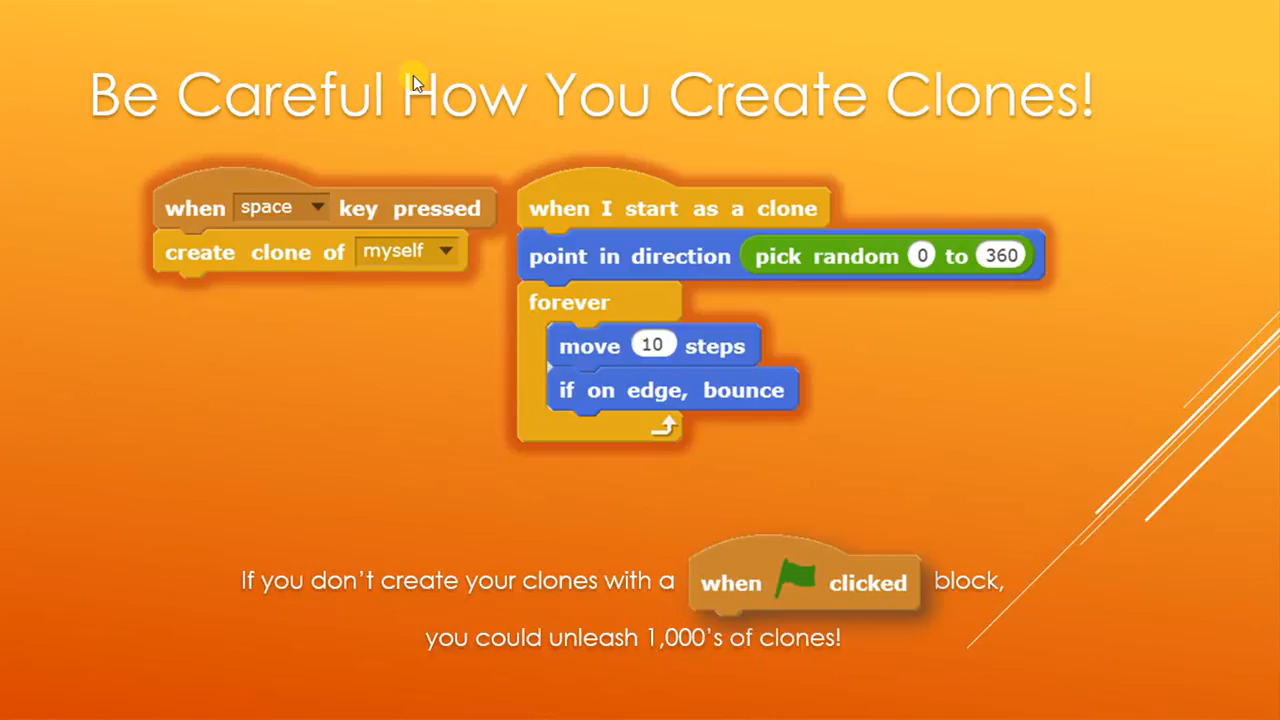 Be Careful How You Create Clones!
when space key pressed
create clone of myself
when I start as a clone
point in direction pick random 0 to 360
forever
move 10 steps
if on edge, bounce
If you don't create your clones with a when clicked block,
you could unleash 1,000's of clones!